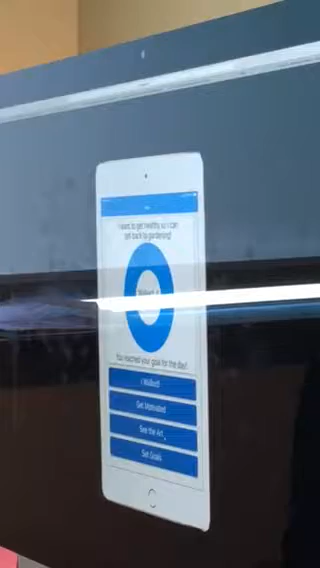 I want to get healthy so I can
get back to gardening!
You reached your goal for the day!
I Walked!
Get Motivated
See the Art
Set Goals